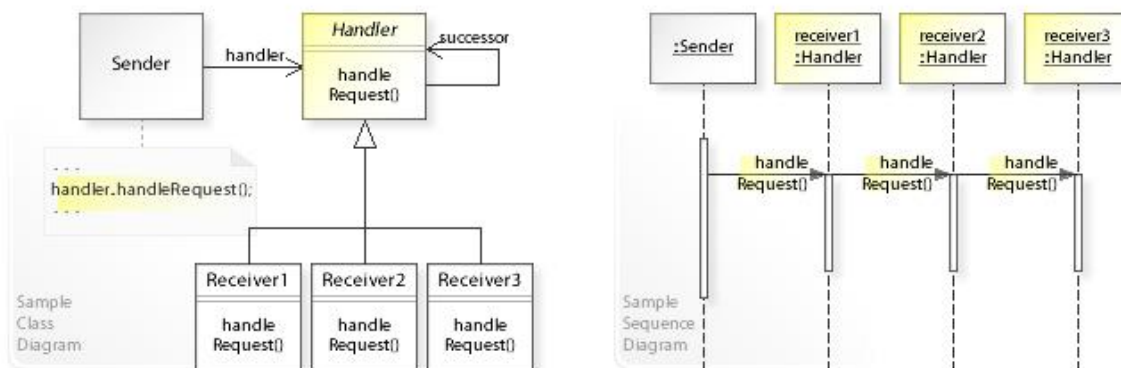 Sender
handler
Handler
handle
Request()
successor
. . .
handler.handleRequest();
. . .
Receiver1
handle
Request()
Receiver2
handle
Request()
Receiver3
handle
Request()
Sample
Class
Diagram
:Sender
receiver1
:Handler
receiver2
:Handler
receiver3
:Handler
handle
Request()
handle
Request()
handle
Request()
Sample
Sequence
Diagram